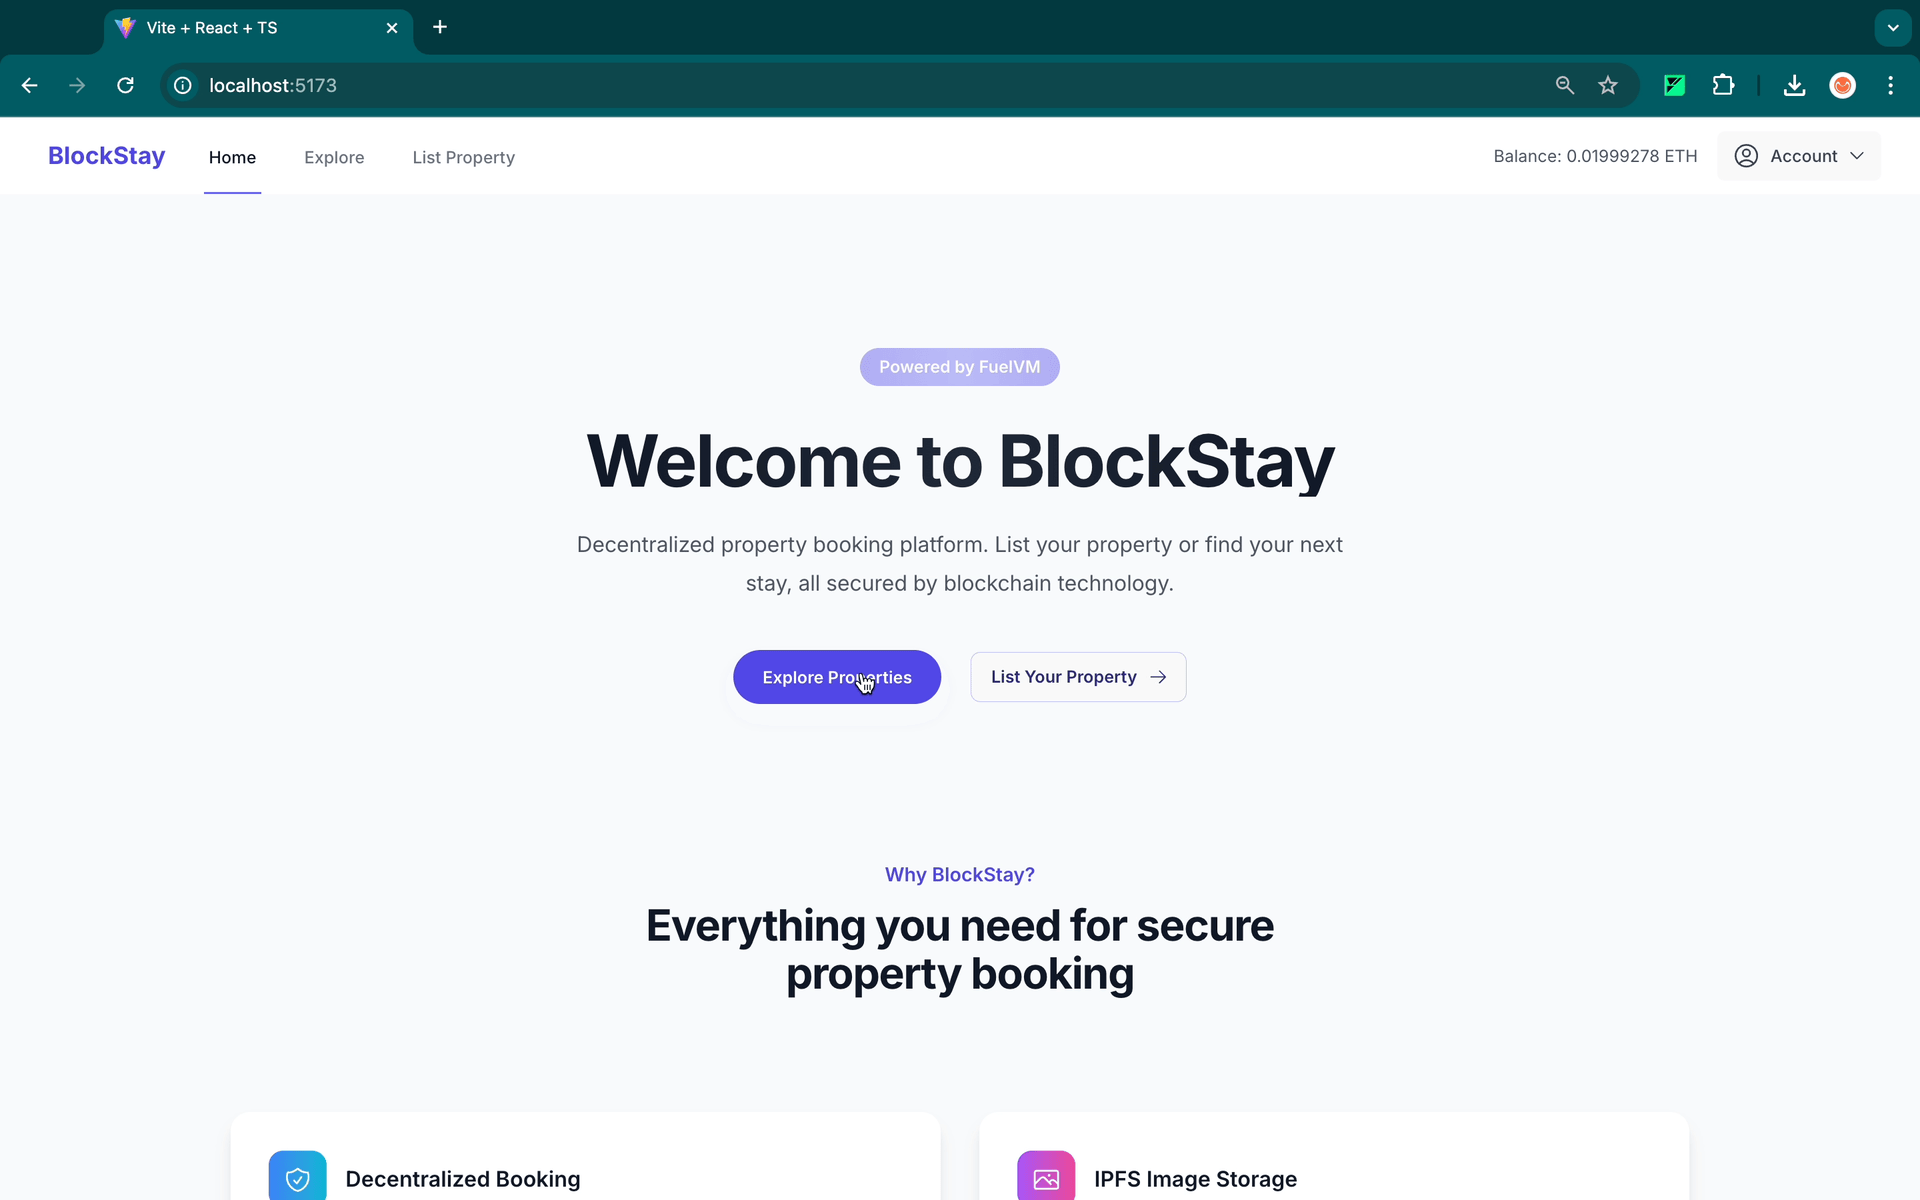 Vite + React + TS
localhost:5173
BlockStay
Home
Explore
List Property
Balance: 0.01999278 ETH
Account
Powered by FuelVM
Welcome to BlockStay
Decentralized property booking platform. List your property or find your next
stay, all secured by blockchain technology.
Explore Properties
List Your Property
Why BlockStay?
Everything you need for secure
property booking
Decentralized Booking
IPFS Image Storage